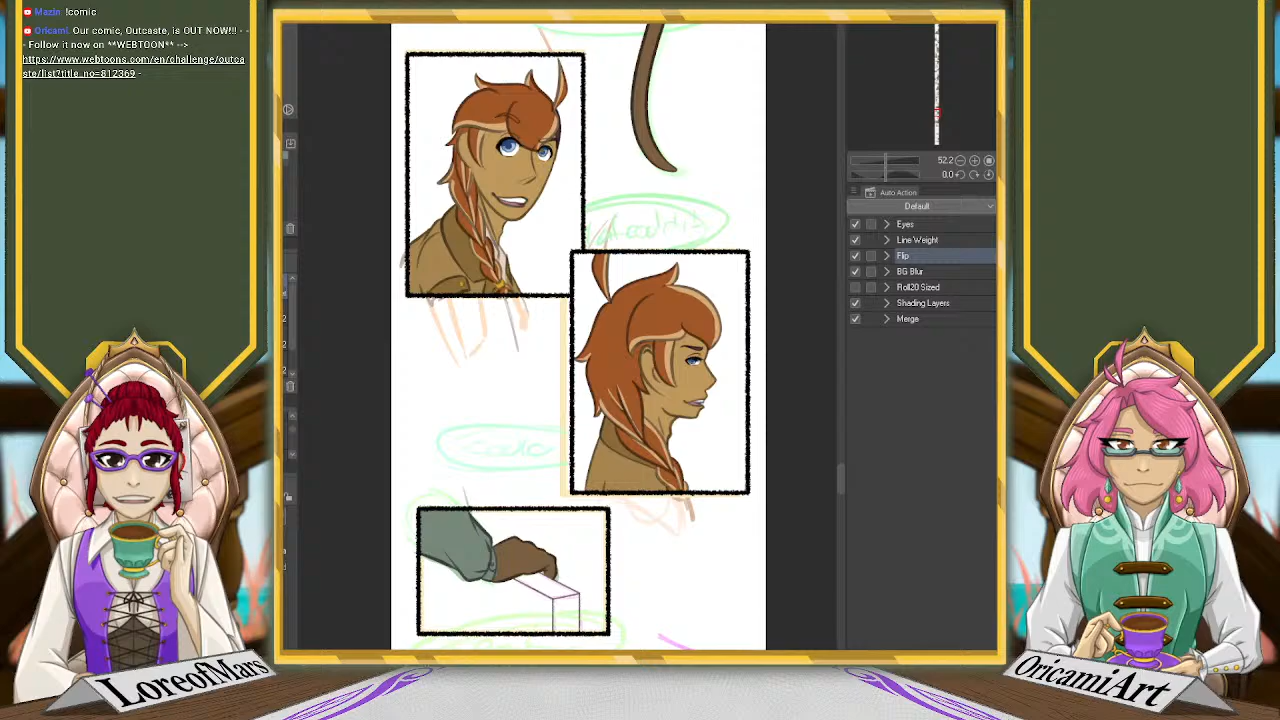 Mazin !comic
Oricami Our comic, Outcaste, is OUT NOW!!! - -
- Follow it now on **WEBTOON** -->
https://www.webtoons.com/en/challenge/outca
ste/list?title_no=812369 -
52.2
0.0
Auto Action
Default
Eyes
Line Weight
Flip
BG Blur
Roll20 Sized
Shading Layers
Merge
LoreofMars
OricamiArt